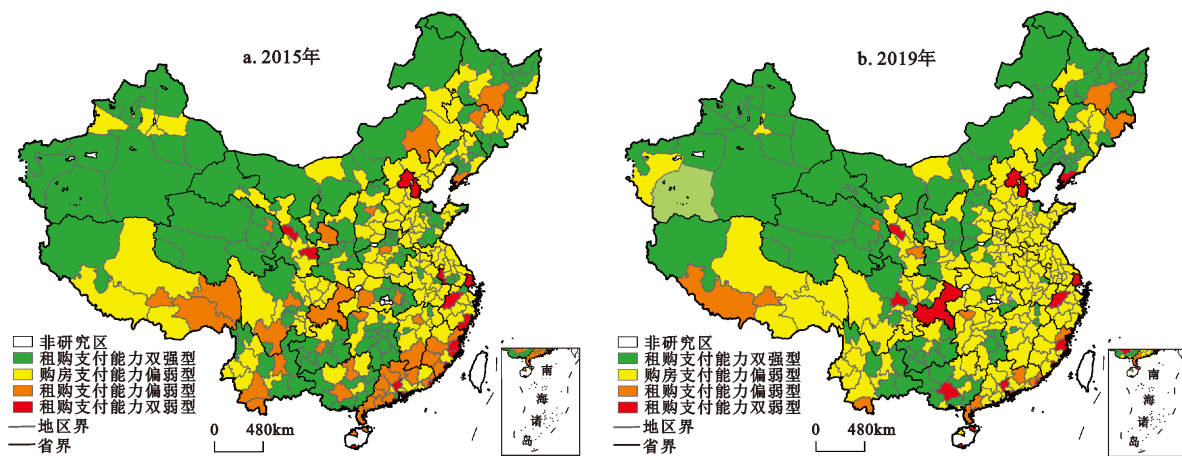 a. 2015年
非研究区
租购支付能力双强型
购房支付能力偏弱型
租购支付能力偏弱型
租购支付能力双弱型
地区界
省界
0 480km
南
海
诸
岛
b. 2019年
非研究区
租购支付能力双强型
购房支付能力偏弱型
租购支付能力偏弱型
租购支付能力双弱型
地区界
省界
0 480km
南
海
诸
岛